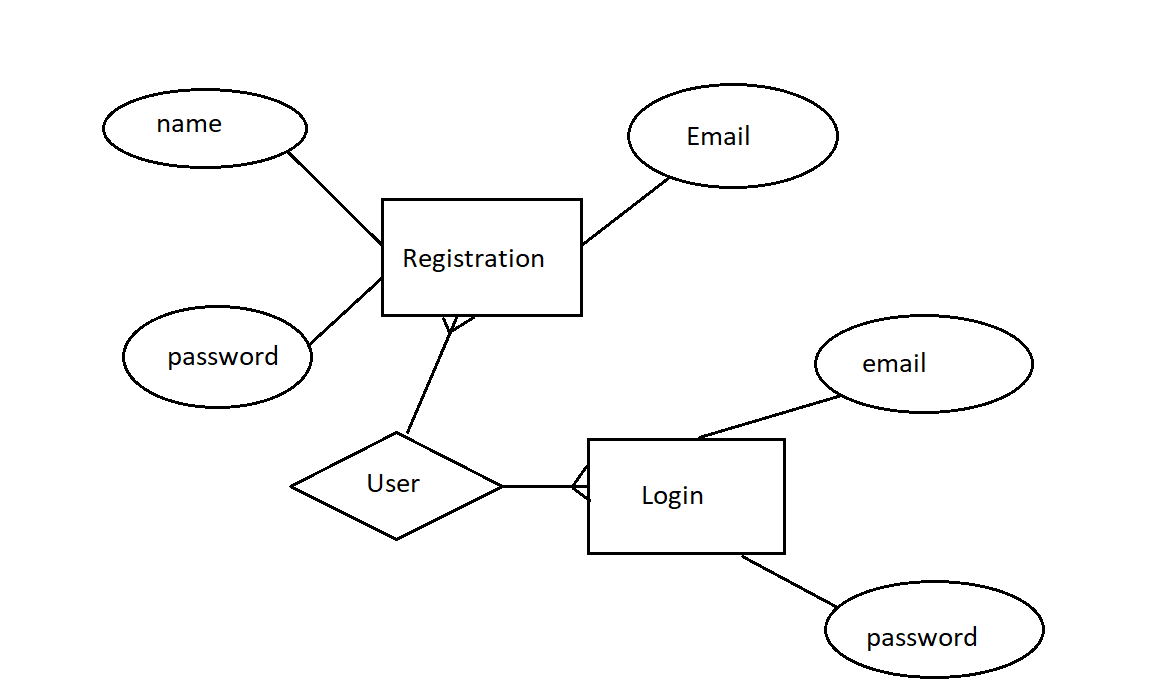 name
Email
Registration
password
email
User
Login
password